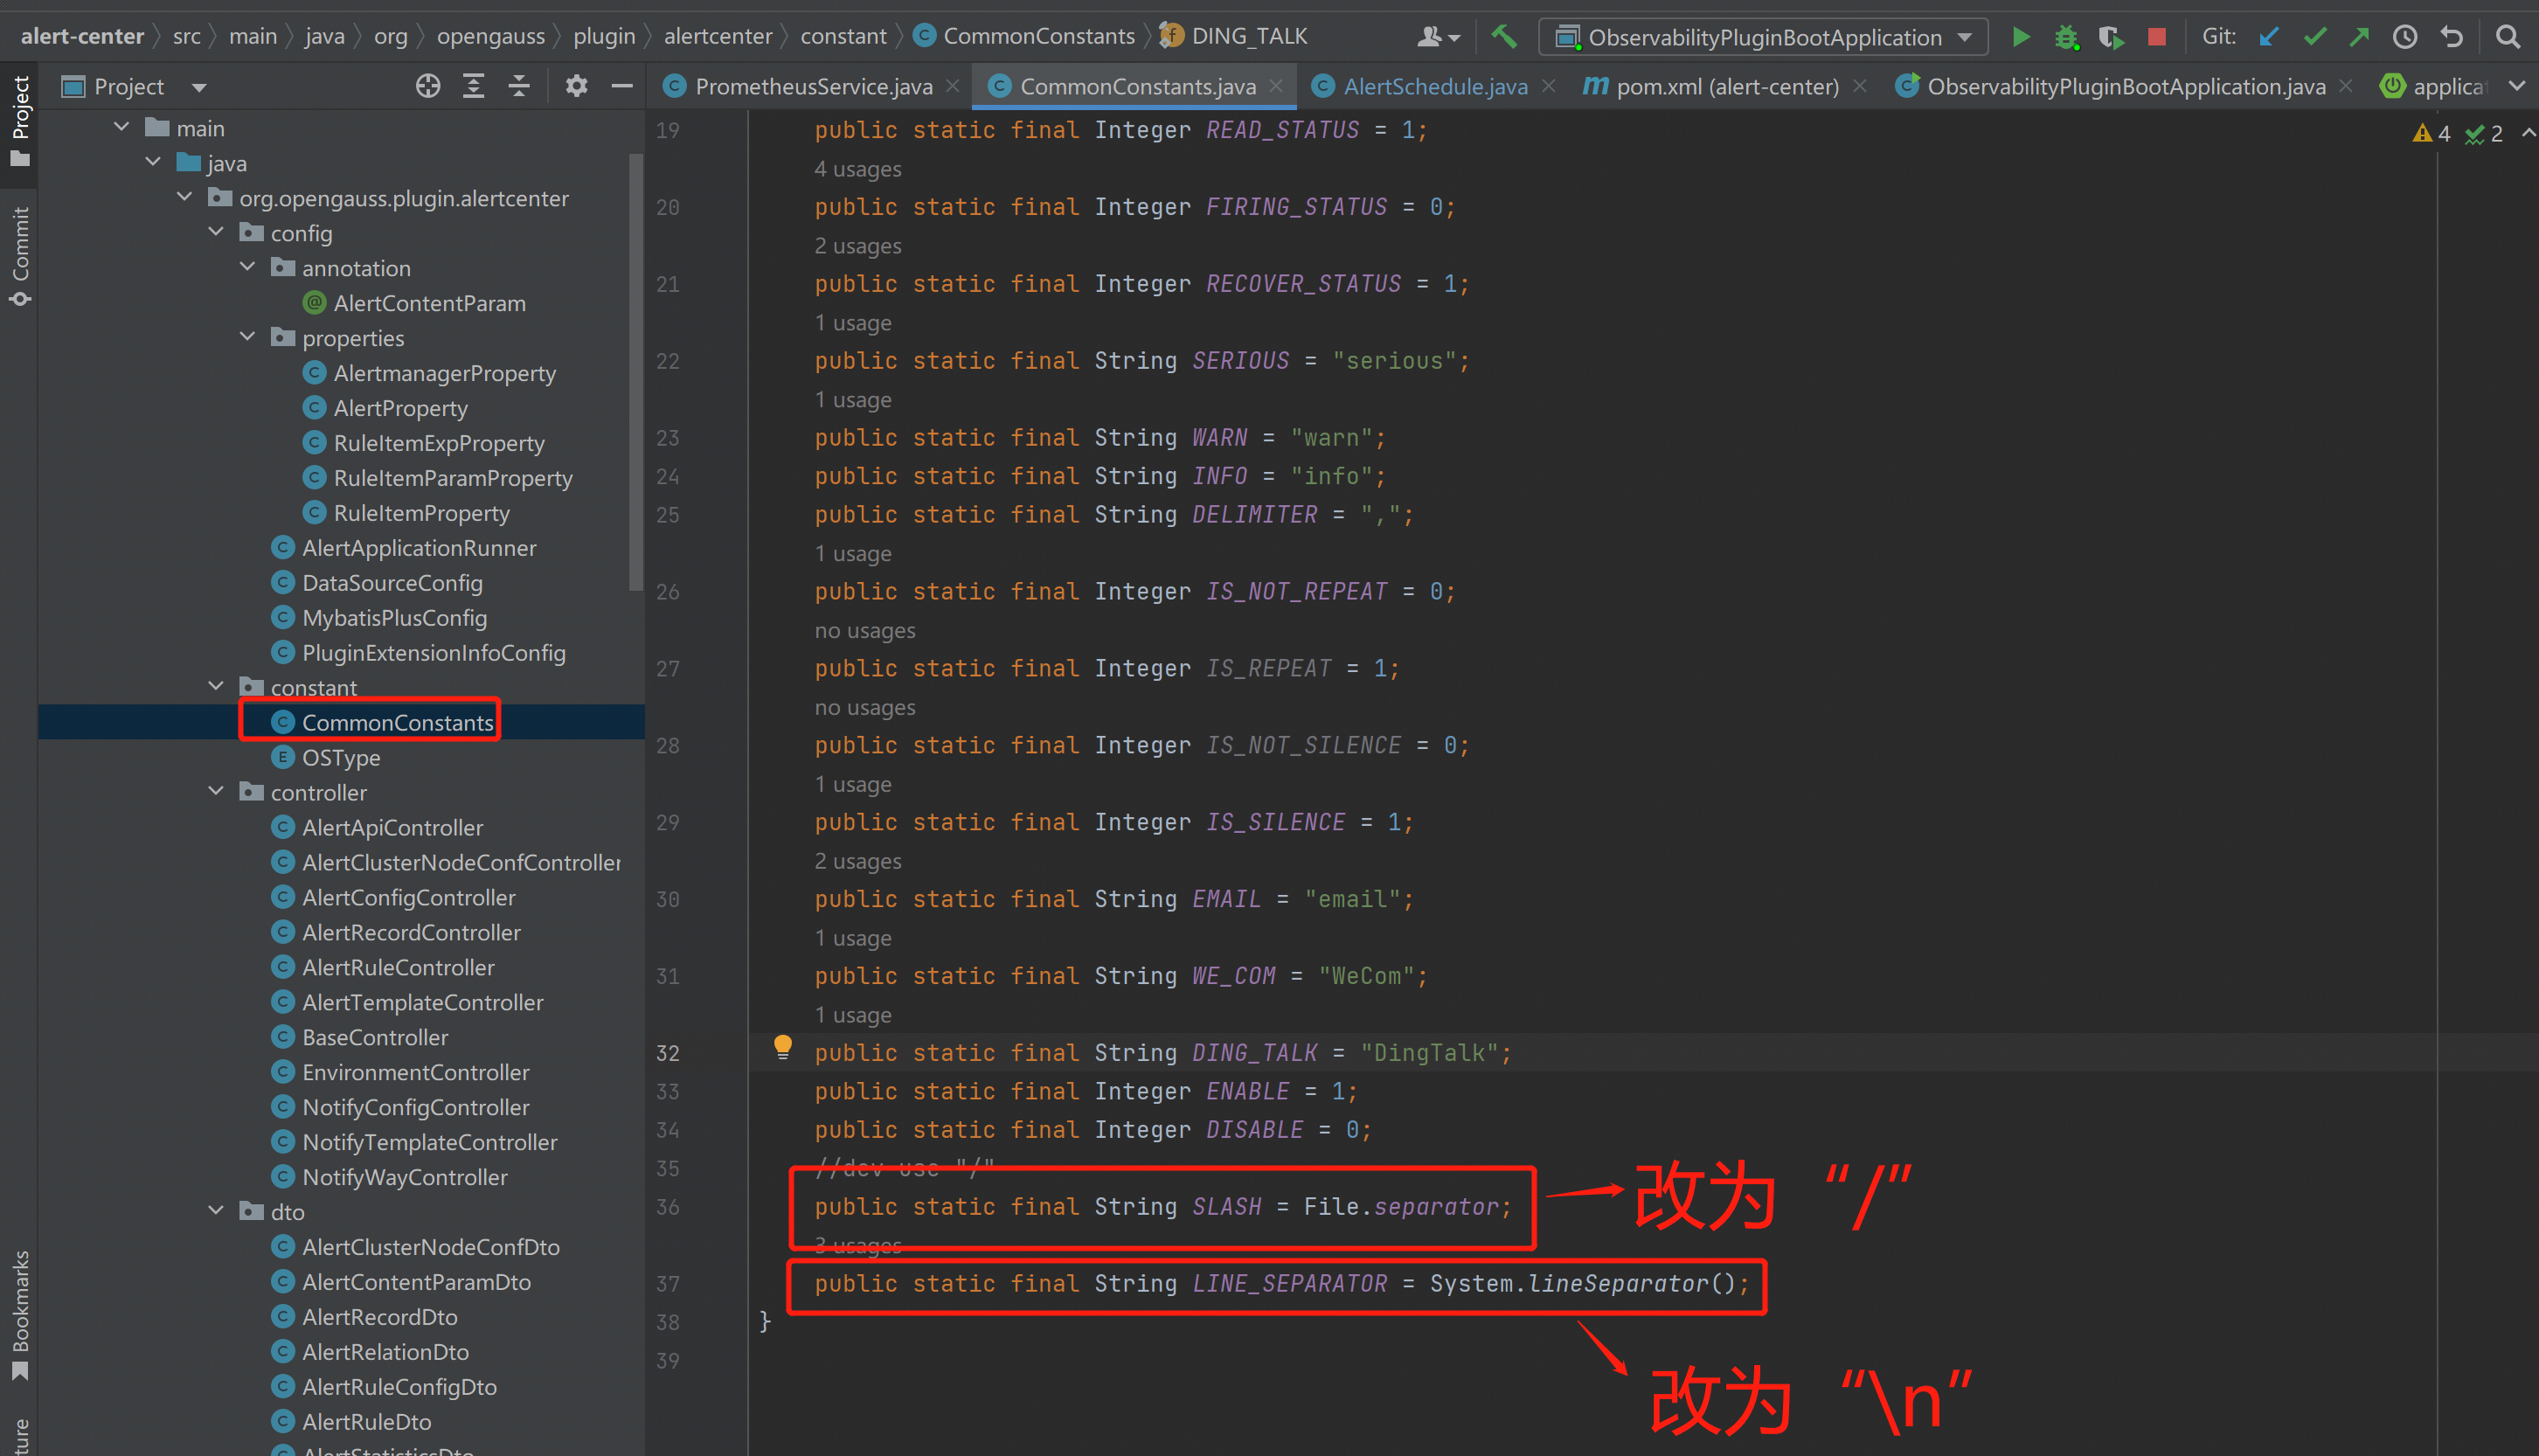 alert-center src main java org opengauss plugin alertcenter constant CommonConstants DING_TALK ObservabilityPluginBootApplication Git:
Project PrometheusService.java CommonConstants.java AlertSchedule.java pom.xml (alert-center) ObservabilityPluginBootApplication.java
Project
Commit
Bookmarks
main
java
org.opengauss.plugin.alertcenter
config
annotation
AlertContentParam
properties
AlertmanagerProperty
AlertProperty
RuleItemExpProperty
RuleItemParamProperty
RuleItemProperty
AlertApplicationRunner
DataSourceConfig
MybatisPlusConfig
PluginExtensionInfoConfig
constant
CommonConstants
OSType
controller
AlertApiController
AlertClusterNodeConfController
AlertConfigController
AlertRecordController
AlertRuleController
AlertTemplateController
BaseController
EnvironmentController
NotifyConfigController
NotifyTemplateController
NotifyWayController
dto
AlertClusterNodeConfDto
AlertContentParamDto
AlertRecordDto
AlertRelationDto
AlertRuleConfigDto
AlertRuleDto
AlertStatisticsDto
4 2
19 public static final Integer READ_STATUS = 1;
4 usages
20 public static final Integer FIRING_STATUS = 0;
2 usages
21 public static final Integer RECOVER_STATUS = 1;
1 usage
22 public static final String SERIOUS = "serious";
1 usage
23 public static final String WARN = "warn";
24 public static final String INFO = "info";
25 public static final String DELIMITER = ",";
1 usage
26 public static final Integer IS_NOT_REPEAT = 0;
no usages
27 public static final Integer IS_REPEAT = 1;
no usages
28 public static final Integer IS_NOT_SILENCE = 0;
1 usage
29 public static final Integer IS_SILENCE = 1;
2 usages
30 public static final String EMAIL = "email";
1 usage
31 public static final String WE_COM = "WeCom";
1 usage
32 public static final String DING_TALK = "DingTalk";
33 public static final Integer ENABLE = 1;
34 public static final Integer DISABLE = 0;
35 //dev use "/"
36 public static final String SLASH = File.separator;
改为 “/”
3 usages
37 public static final String LINE_SEPARATOR = System.lineSeparator();
38 }
39
改为 “\n”